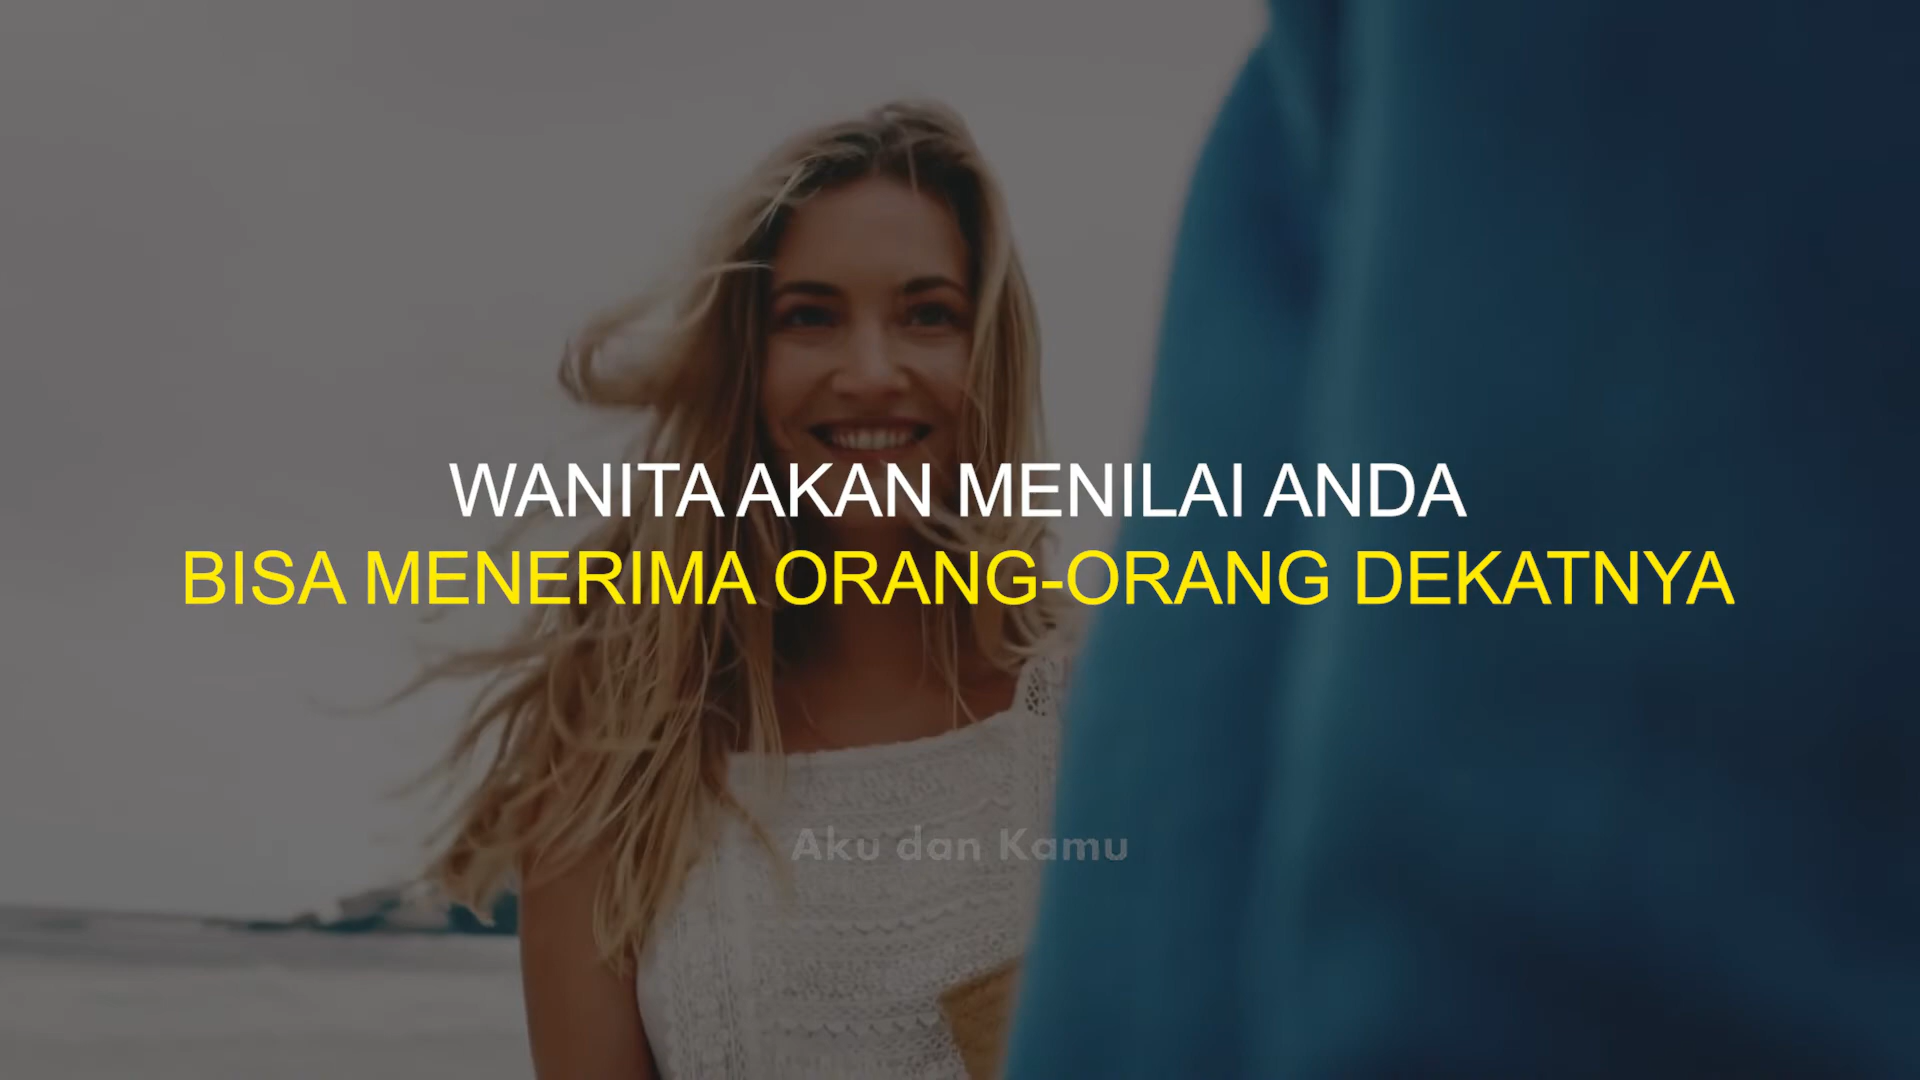 WANITA AKAN MENILAI ANDA
BISA MENERIMA ORANG-ORANG DEKATNYA
Aku dan Kamu